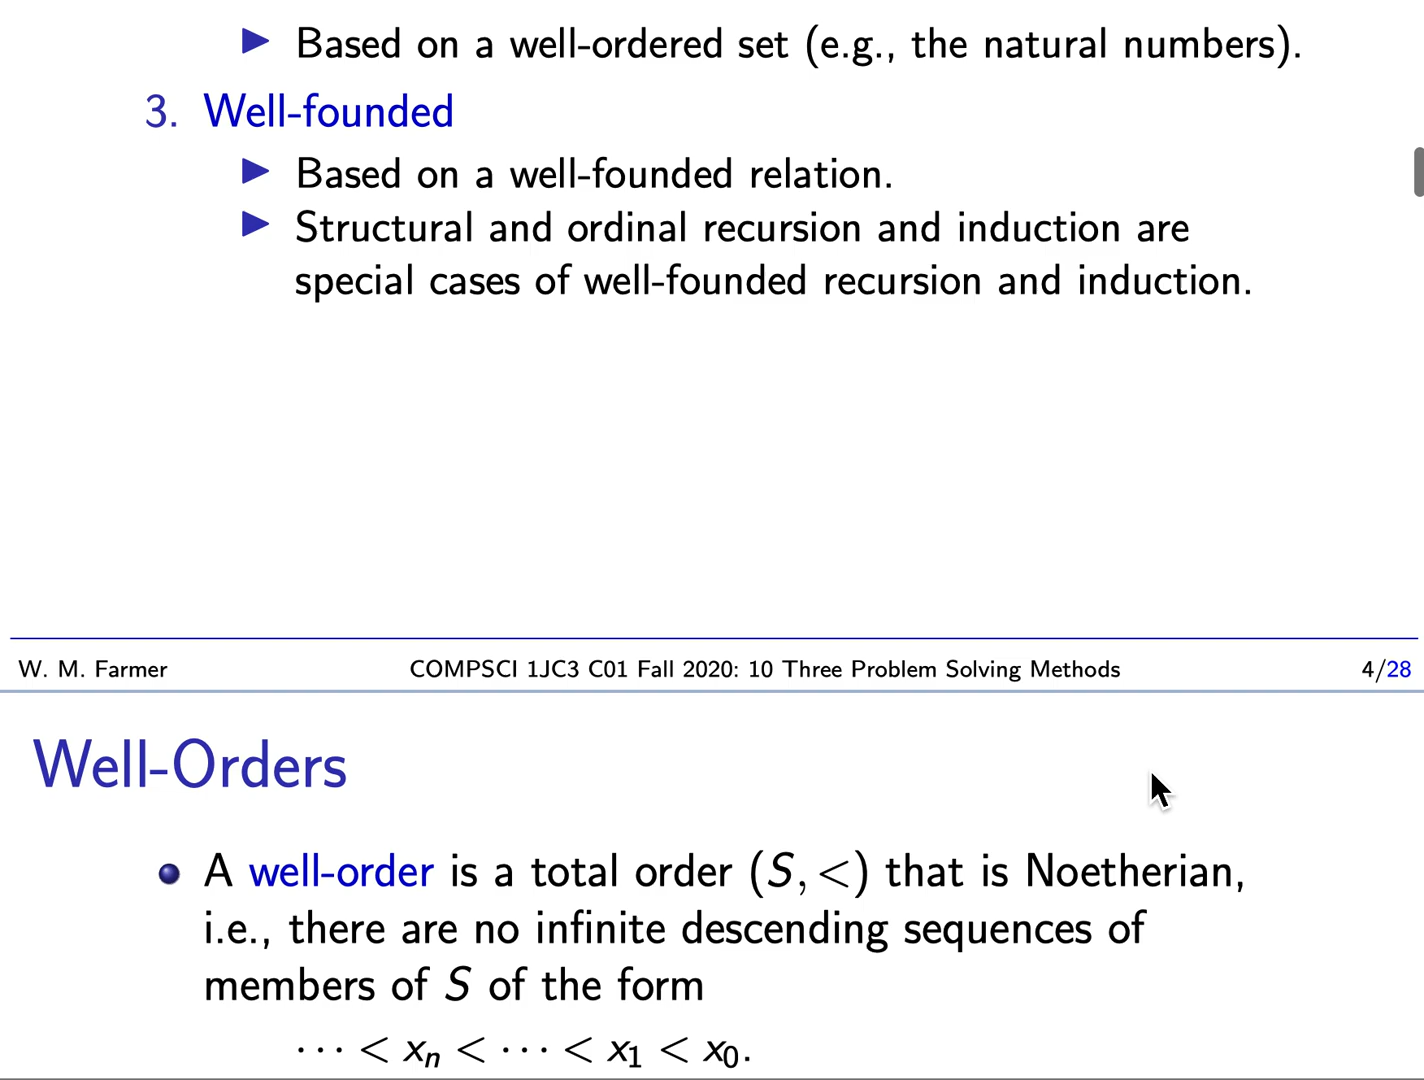 ▶ Based on a well-ordered set (e.g., the natural numbers).
3. Well-founded
▶ Based on a well-founded relation.
▶ Structural and ordinal recursion and induction are
special cases of well-founded recursion and induction.
W. M. Farmer COMPSCI 1JC3 C01 Fall 2020: 10 Three Problem Solving Methods 4/28
Well-Orders
● A well-order is a total order (S, <) that is Noetherian,
i.e., there are no infinite descending sequences of
members of S of the form
⋯ < xₙ < ⋯ < x₁ < x₀.